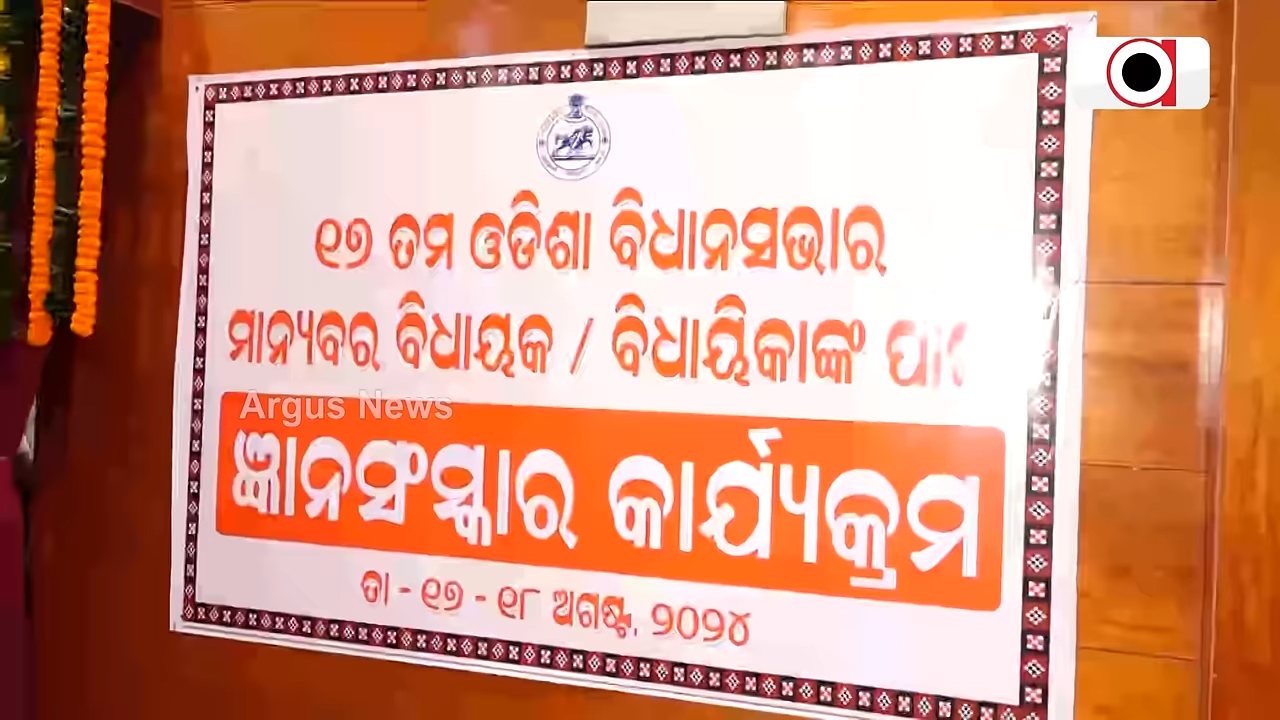 ୧୭ ତମ ଓଡିଶା ବିଧାନସଭାର
ମାନ୍ୟବର ବିଧାୟକ / ବିଧାୟିକାଙ୍କ
Argus News
ଜ୍ଞାନସଂସ୍କାର କାର୍ଯ୍ୟକ୍ରମ
ତା - ୧୭ - ୧୮ ଅଗଷ୍ଟ, ୨୦୨୪